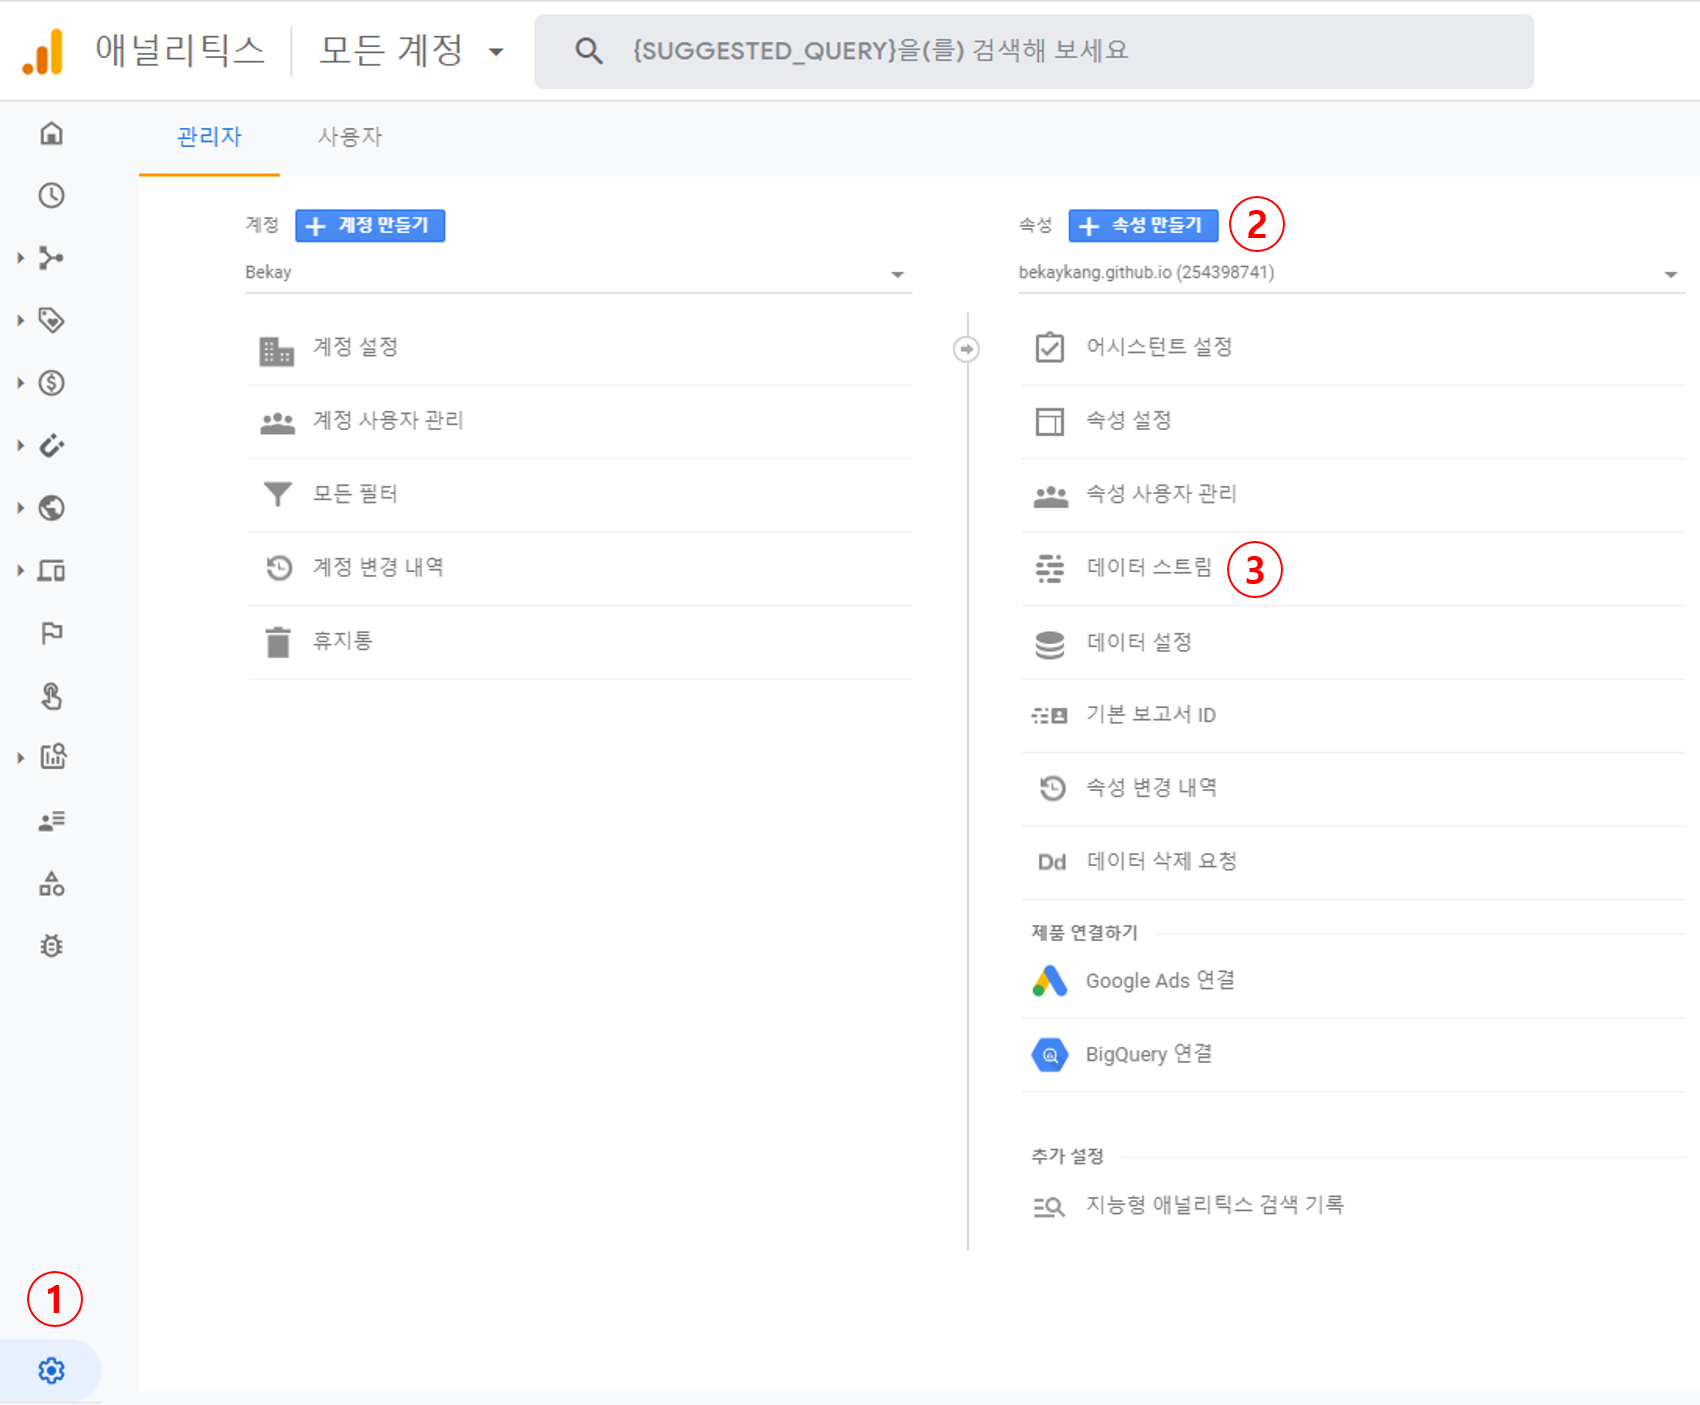 애널리틱스
모든 계정
{SUGGESTED_QUERY}을(를) 검색해 보세요
관리자
사용자
계정
+ 계정 만들기
Bekay
계정 설정
계정 사용자 관리
모든 필터
계정 변경 내역
휴지통
속성
+ 속성 만들기
②
bekaykang.github.io (254398741)
어시스턴트 설정
속성 설정
속성 사용자 관리
데이터 스트림
③
데이터 설정
기본 보고서 ID
속성 변경 내역
Dd 데이터 삭제 요청
제품 연결하기
Google Ads 연결
BigQuery 연결
추가 설정
지능형 애널리틱스 검색 기록
①